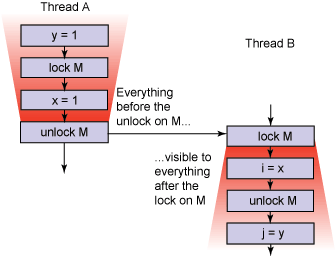 Thread A
y = 1
lock M
x = 1
unlock M
Everything
before the
unlock on M...
Thread B
lock M
...visible to
everything
after the
lock on M
i = x
unlock M
j = y